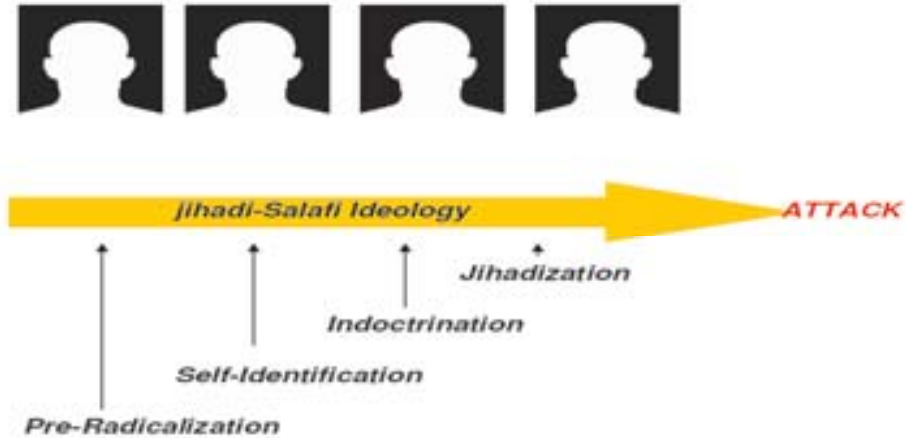 jihadi-Salafi Ideology
ATTACK
Jihadization
Indoctrination
Self-Identification
Pre-Radicalization